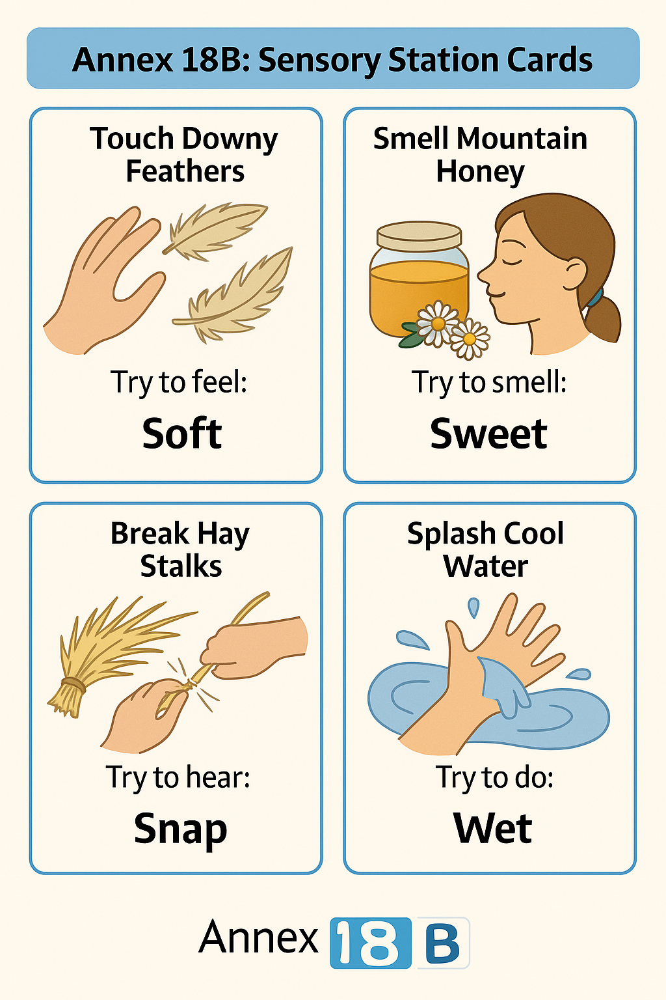 Annex 18B: Sensory Station Cards
Touch Downy
Feathers
Try to feel:
Soft
Smell Mountain
Honey
Try to smell:
Sweet
Break Hay
Stalks
Try to hear:
Snap
Splash Cool
Water
Try to do:
Wet
Annex 18 B